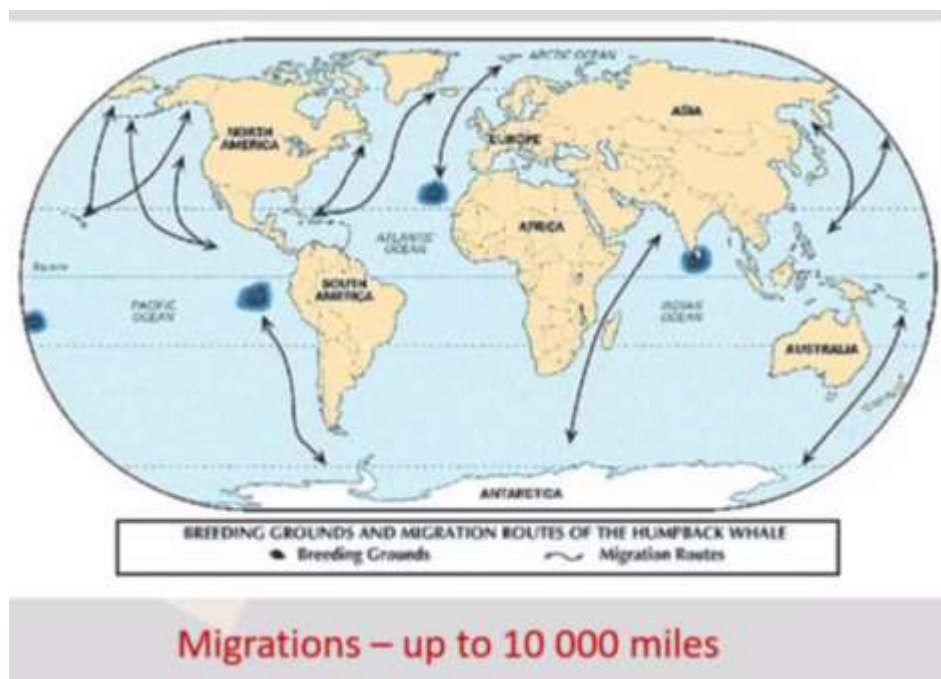 ARCTIC OCEAN
NORTH
AMERICA
EUROPE
ASIA
ATLANTIC
OCEAN
AFRICA
PACIFIC
OCEAN
SOUTH
AMERICA
INDIAN
OCEAN
AUSTRALIA
ANTARCTICA
BREEDING GROUNDS AND MIGRATION ROUTES OF THE HUMPBACK WHALE
Breeding Grounds
Migration Routes
Migrations – up to 10 000 miles